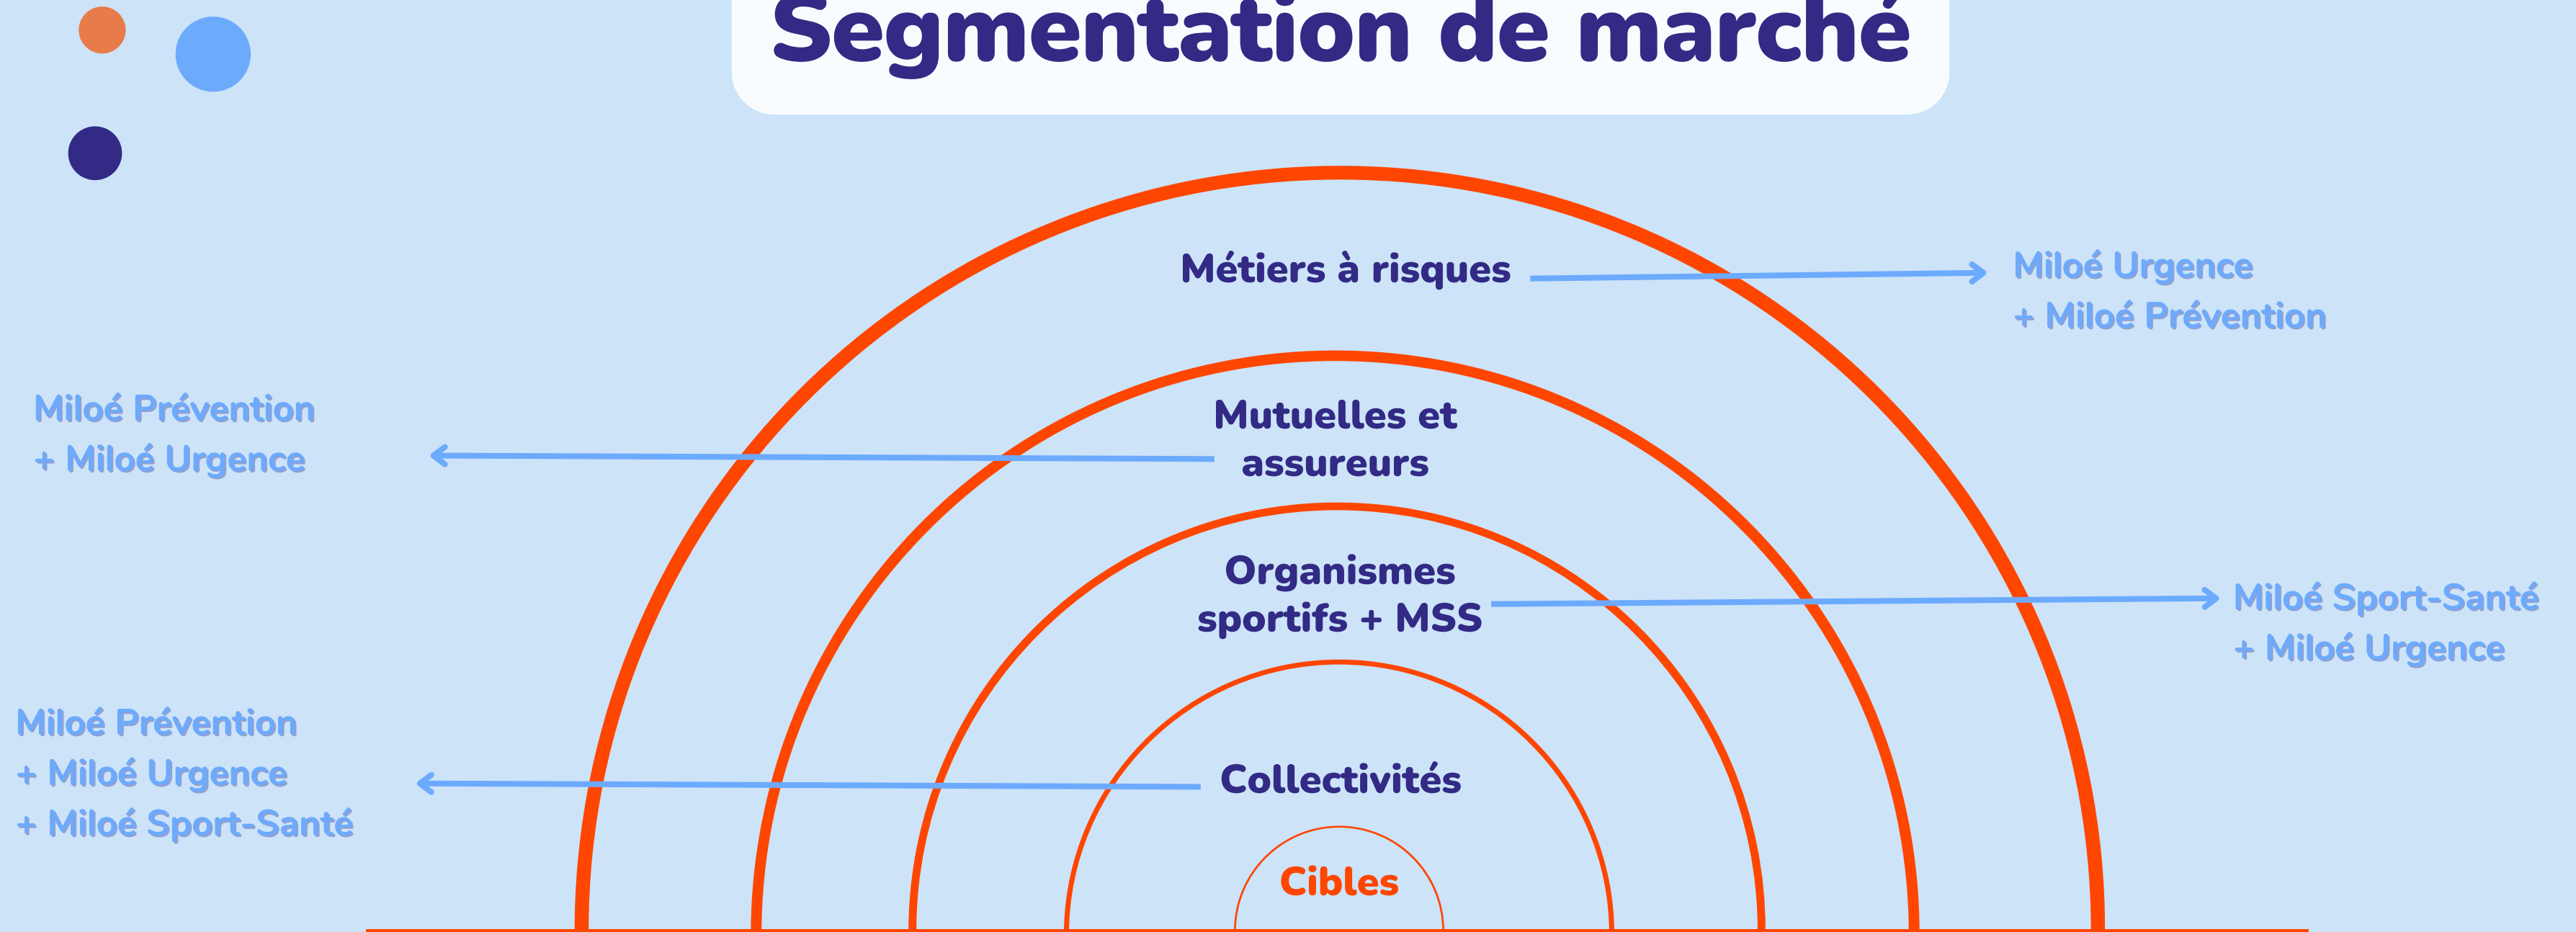 Segmentation de marché
Métiers à risques
Miloé Urgence
+ Miloé Prévention
Mutuelles et
assureurs
Miloé Prévention
+ Miloé Urgence
Organismes
sportifs + MSS
Miloé Sport-Santé
+ Miloé Urgence
Collectivités
Miloé Prévention
+ Miloé Urgence
+ Miloé Sport-Santé
Cibles